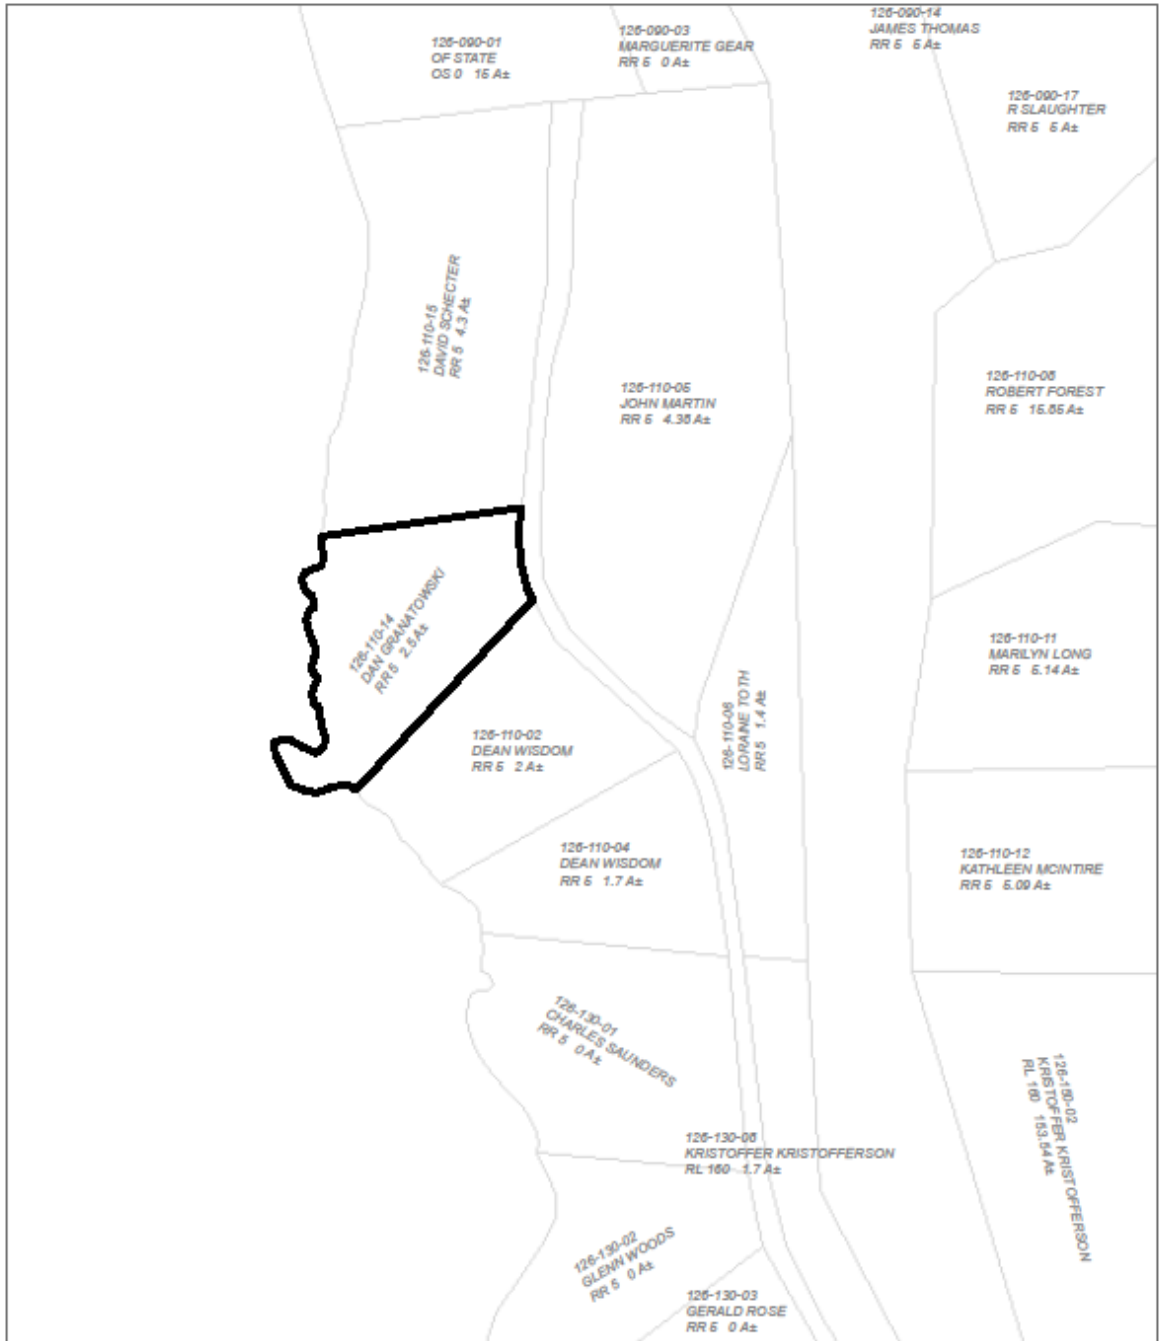 126-090-01
OF STATE
OS 0 15 A±
126-090-03
MARGUERITE GEAR
RR 5 0 A±
126-090-14
JAMES THOMAS
RR 5 5 A±
126-090-17
R SLAUGHTER
RR 5 5 A±
126-110-15
DAVID SCHECTER
RR 5 4.3 A±
126-110-05
JOHN MARTIN
RR 5 4.36 A±
126-110-08
ROBERT FOREST
RR 5 15.55 A±
126-110-14
DAN GRANATOWSKI
RR 5 2.5 A±
126-110-11
MARILYN LONG
RR 5 5.14 A±
126-110-06
LORAINE TOTH
RR 5 1.4 A±
126-110-02
DEAN WISDOM
RR 5 2 A±
126-110-04
DEAN WISDOM
RR 5 1.7 A±
126-110-12
KATHLEEN MCINTIRE
RR 5 5.09 A±
126-130-01
CHARLES SAUNDERS
RR 5 0 A±
126-150-02
KRISTOFFER KRISTOFFERSON
RL 160 153.54 A±
126-130-06
KRISTOFFER KRISTOFFERSON
RL 160 1.7 A±
126-130-02
GLENN WOODS
RR 5 0 A±
126-130-03
GERALD ROSE
RR 5 0 A±